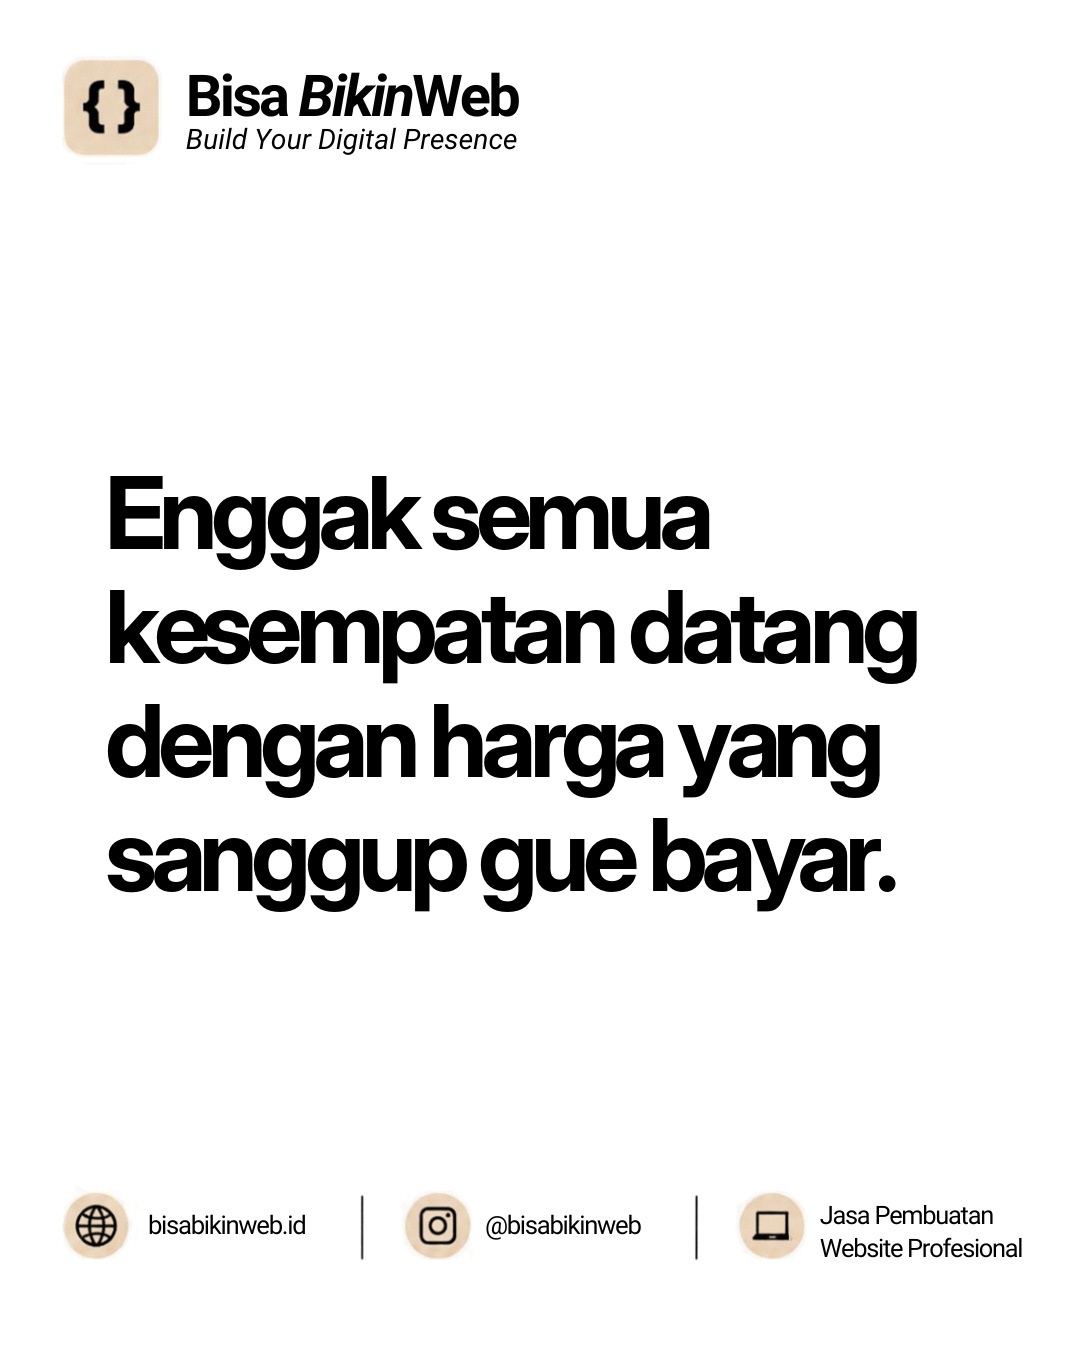 { }
Bisa BikinWeb
Build Your Digital Presence
Enggak semua
kesempatan datang
dengan harga yang
sanggup gue bayar.
bisabikinweb.id
@bisabikinweb
Jasa Pembuatan
Website Profesional